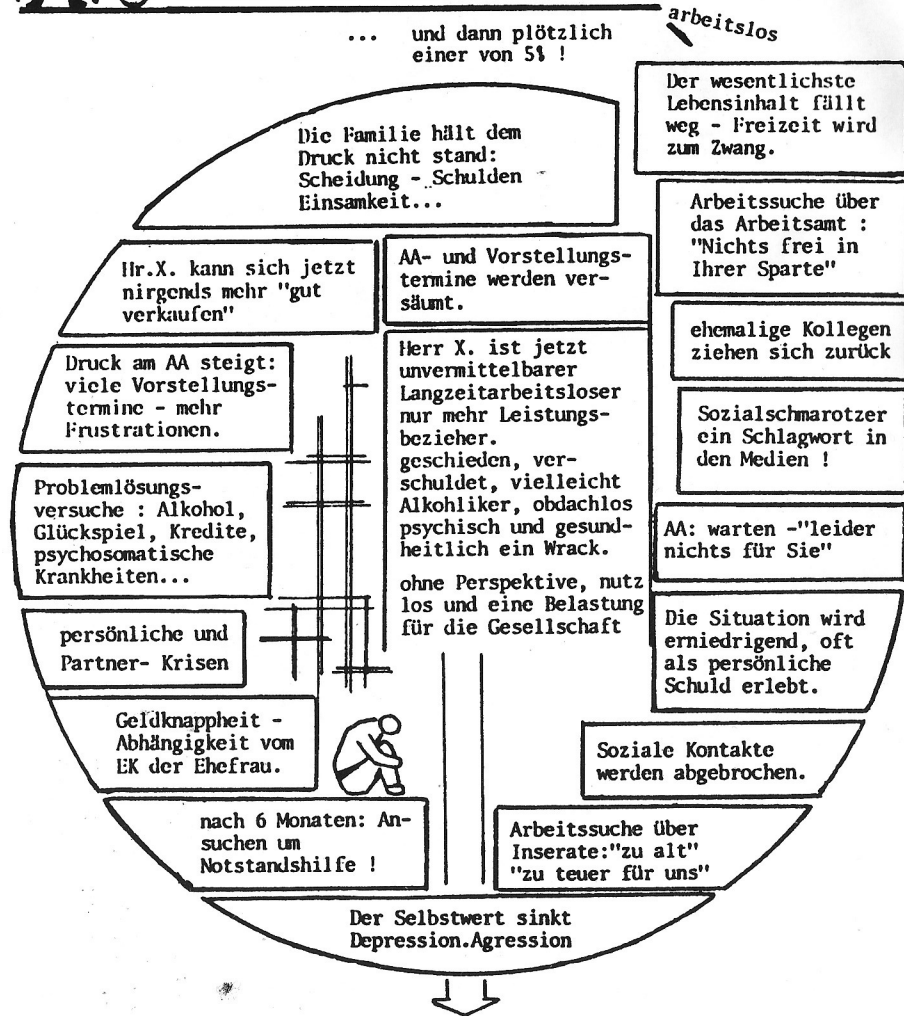 ... und dann plötzlich
einer von 5% !
arbeitslos
Der wesentlichste
Lebensinhalt fällt
weg - Freizeit wird
zum Zwang.
Arbeitssuche über
das Arbeitsamt :
"Nichts frei in
Ihrer Sparte"
ehemalige Kollegen
ziehen sich zurück
Sozialschmarotzer
ein Schlagwort in
den Medien !
AA: warten -"leider
nichts für Sie"
Die Situation wird
erniedrigend, oft
als persönliche
Schuld erlebt.
Soziale Kontakte
werden abgebrochen.
Arbeitssuche über
Inserate:"zu alt"
"zu teuer für uns"
Der Selbstwert sinkt
Depression.Agression
nach 6 Monaten: An-
suchen um
Notstandshilfe !
Geldknappheit -
Abhängigkeit vom
EK der Ehefrau.
persönliche und
Partner- Krisen
Problemlösungs-
versuche : Alkohol,
Glückspiel, Kredite,
psychosomatische
Krankheiten...
Druck am AA steigt:
viele Vorstellungs-
termine - mehr
Frustrationen.
Hr.X. kann sich jetzt
nirgends mehr "gut
verkaufen"
Die Familie hält dem
Druck nicht stand:
Scheidung - Schulden
Einsamkeit...
AA- und Vorstellungs-
termine werden ver-
säumt.
Herr X. ist jetzt
unvermittelbarer
Langzeitarbeitsloser
nur mehr Leistungs-
bezieher.
geschieden, ver-
schuldet, vielleicht
Alkoholiker, obdachlos
psychisch und gesund-
heitlich ein Wrack.
ohne Perspektive, nutz
los und eine Belastung
für die Gesellschaft